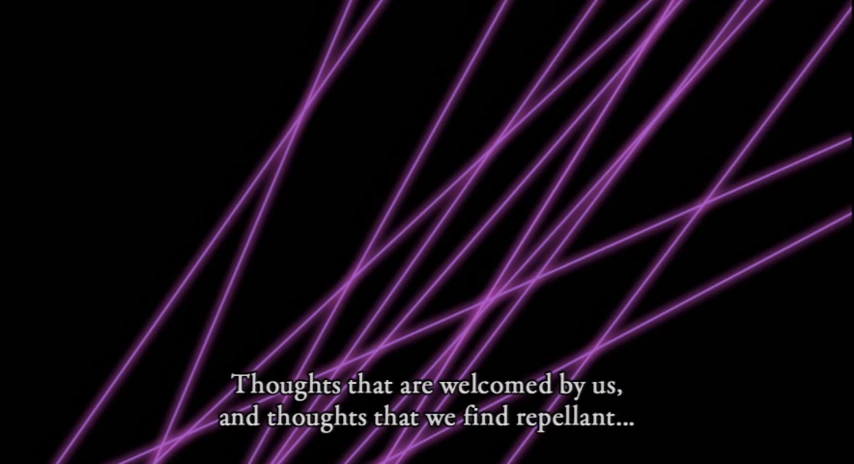 Thoughts that are welcomed by us,
and thoughts that we find repellant...